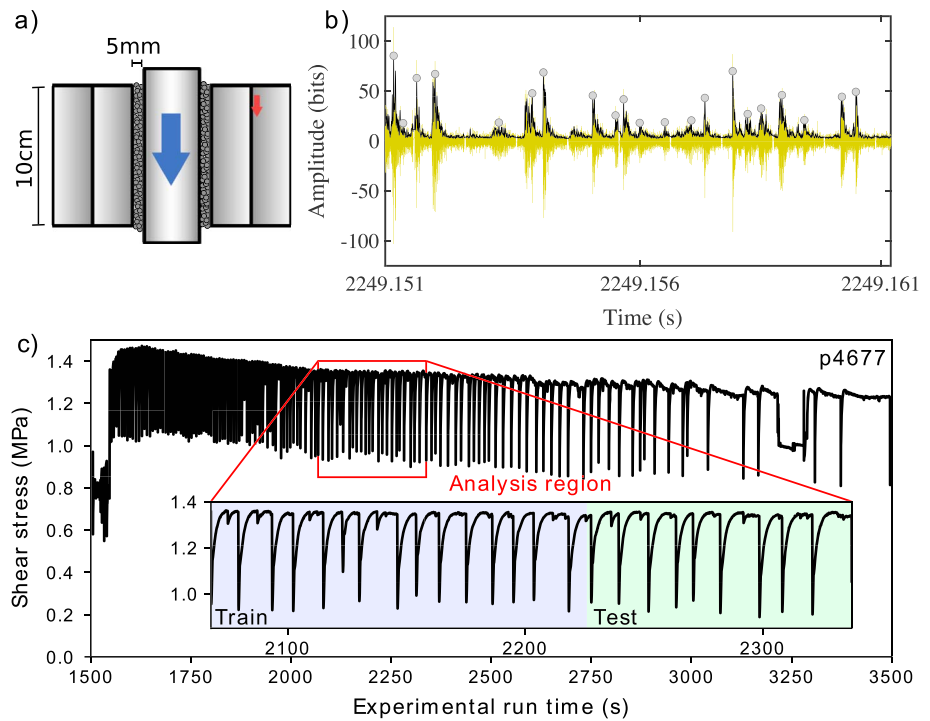 a)
5mm
10cm
b)
Amplitude (bits)
100
50
0
-50
-100
2249.151
2249.156
2249.161
Time (s)
c)
p4677
Shear stress (MPa)
1.4
1.2
1.0
0.8
0.6
0.4
0.2
0.0
Analysis region
1.4
1.2
1.0
Train
Test
2100
2200
2300
1500
1750
2000
2250
2500
2750
3000
3250
3500
Experimental run time (s)